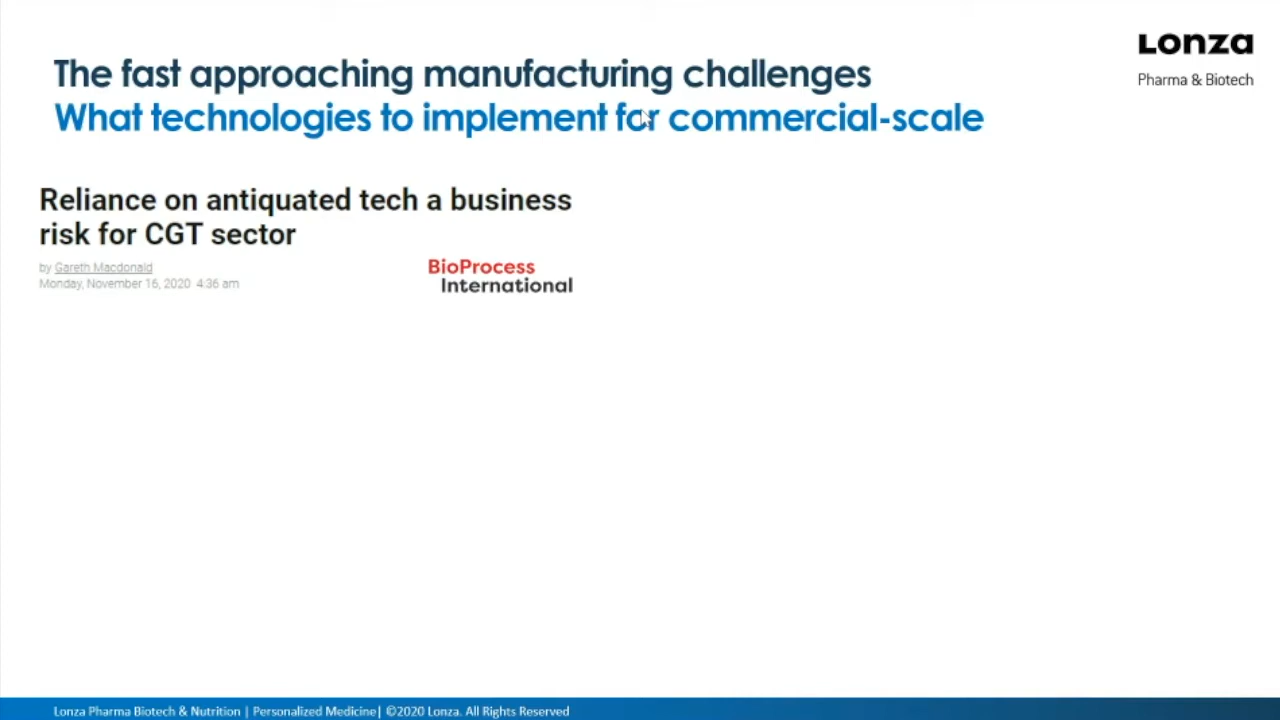 Lonza
Pharma & Biotech
The fast approaching manufacturing challenges
What technologies to implement for commercial-scale
Reliance on antiquated tech a business
risk for CGT sector
by Gareth Macdonald
Monday, November 16, 2020 4:36 am
BioProcess
International
Lonza Pharma Biotech & Nutrition | Personalized Medicine| ©2020 Lonza. All Rights Reserved